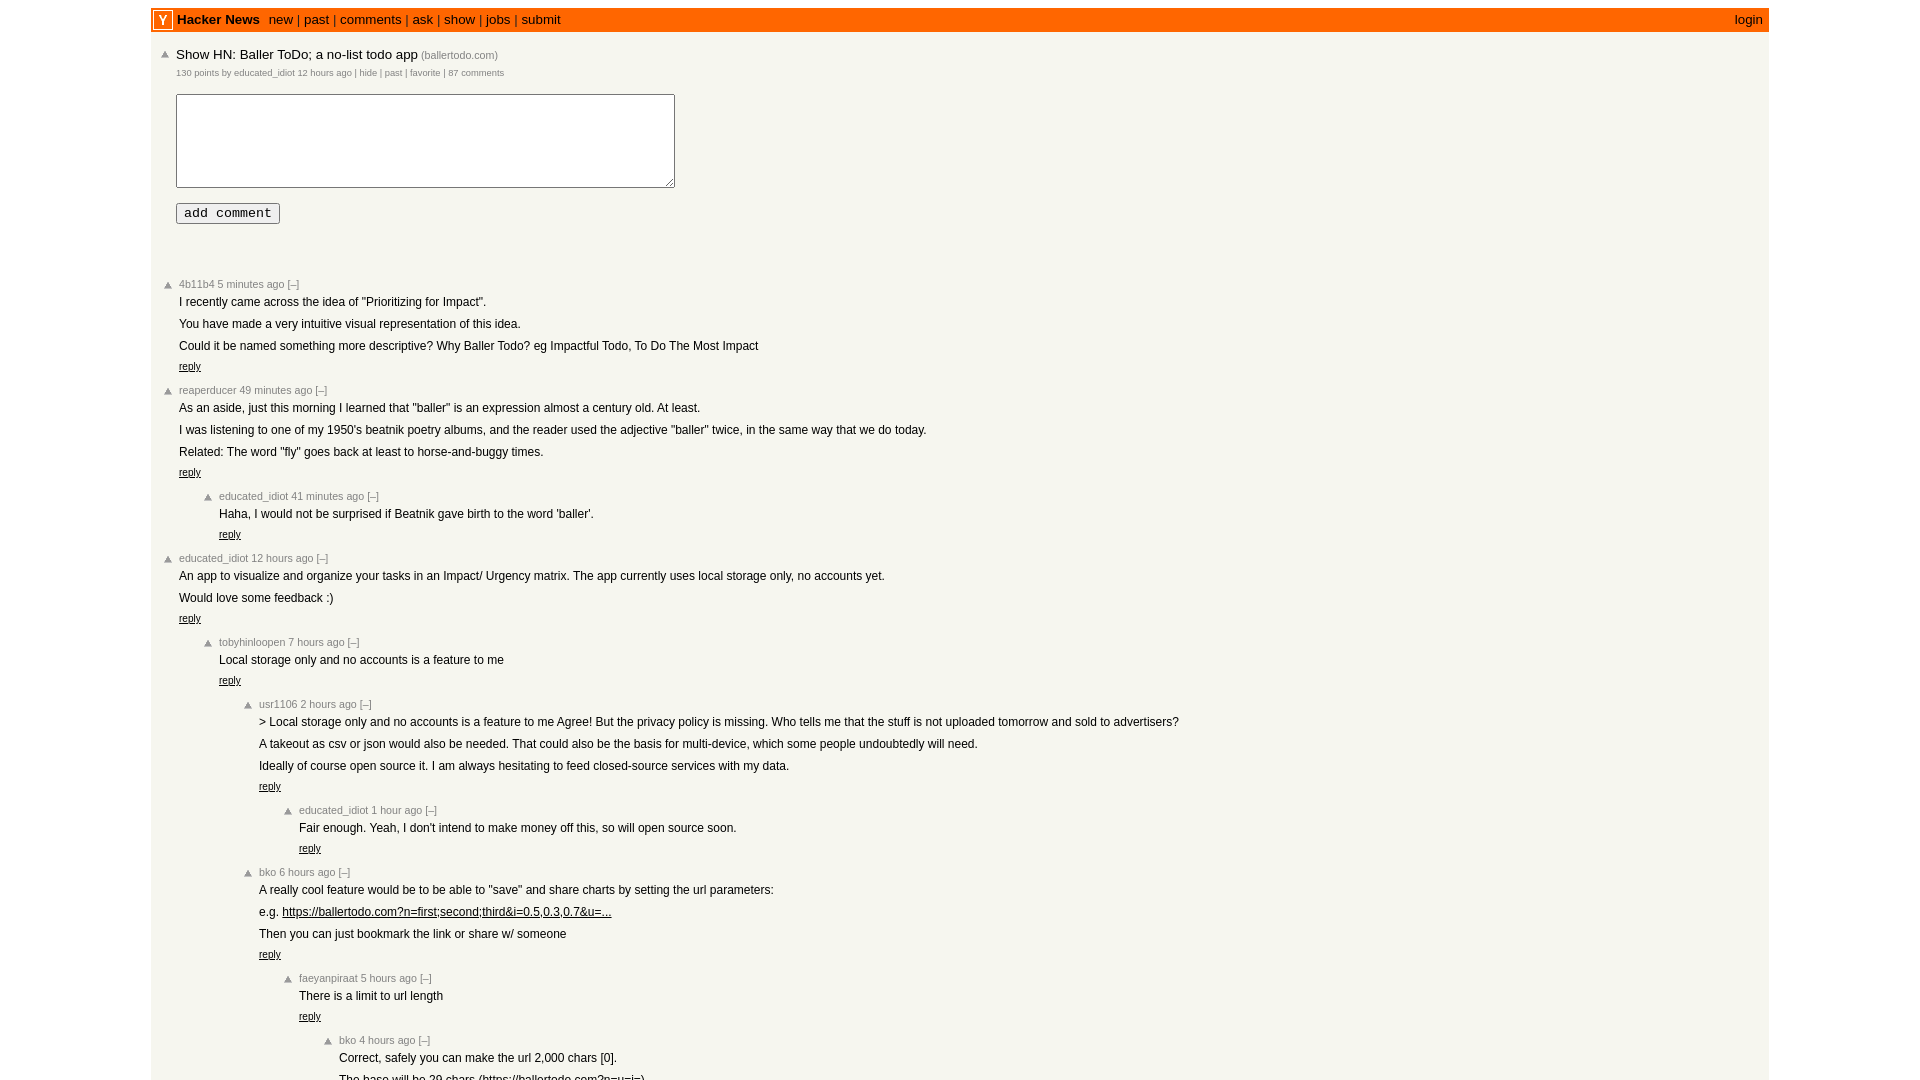 Y Hacker News new | past | comments | ask | show | jobs | submit login
Show HN: Baller ToDo; a no-list todo app (ballertodo.com)
130 points by educated_idiot 12 hours ago | hide | past | favorite | 87 comments
add comment
4b11b4 5 minutes ago [–]
I recently came across the idea of "Prioritizing for Impact".
You have made a very intuitive visual representation of this idea.
Could it be named something more descriptive? Why Baller Todo? eg Impactful Todo, To Do The Most Impact
reply
reaperducer 49 minutes ago [–]
As an aside, just this morning I learned that "baller" is an expression almost a century old. At least.
I was listening to one of my 1950's beatnik poetry albums, and the reader used the adjective "baller" twice, in the same way that we do today.
Related: The word "fly" goes back at least to horse-and-buggy times.
reply
educated_idiot 41 minutes ago [–]
Haha, I would not be surprised if Beatnik gave birth to the word 'baller'.
reply
educated_idiot 12 hours ago [–]
An app to visualize and organize your tasks in an Impact/ Urgency matrix. The app currently uses local storage only, no accounts yet.
Would love some feedback :)
reply
tobyhinloopen 7 hours ago [–]
Local storage only and no accounts is a feature to me
reply
usr1106 2 hours ago [–]
> Local storage only and no accounts is a feature to me Agree! But the privacy policy is missing. Who tells me that the stuff is not uploaded tomorrow and sold to advertisers?
A takeout as csv or json would also be needed. That could also be the basis for multi-device, which some people undoubtedly will need.
Ideally of course open source it. I am always hesitating to feed closed-source services with my data.
reply
educated_idiot 1 hour ago [–]
Fair enough. Yeah, I don't intend to make money off this, so will open source soon.
reply
bko 6 hours ago [–]
A really cool feature would be to be able to "save" and share charts by setting the url parameters:
e.g. https://ballertodo.com?n=first;second;third&i=0.5,0.3,0.7&u=...
Then you can just bookmark the link or share w/ someone
reply
faeyanpiraat 5 hours ago [–]
There is a limit to url length
reply
bko 4 hours ago [–]
Correct, safely you can make the url 2,000 chars [0].
The base will be 29 chars (https://ballertodo.com?n=u=i=)